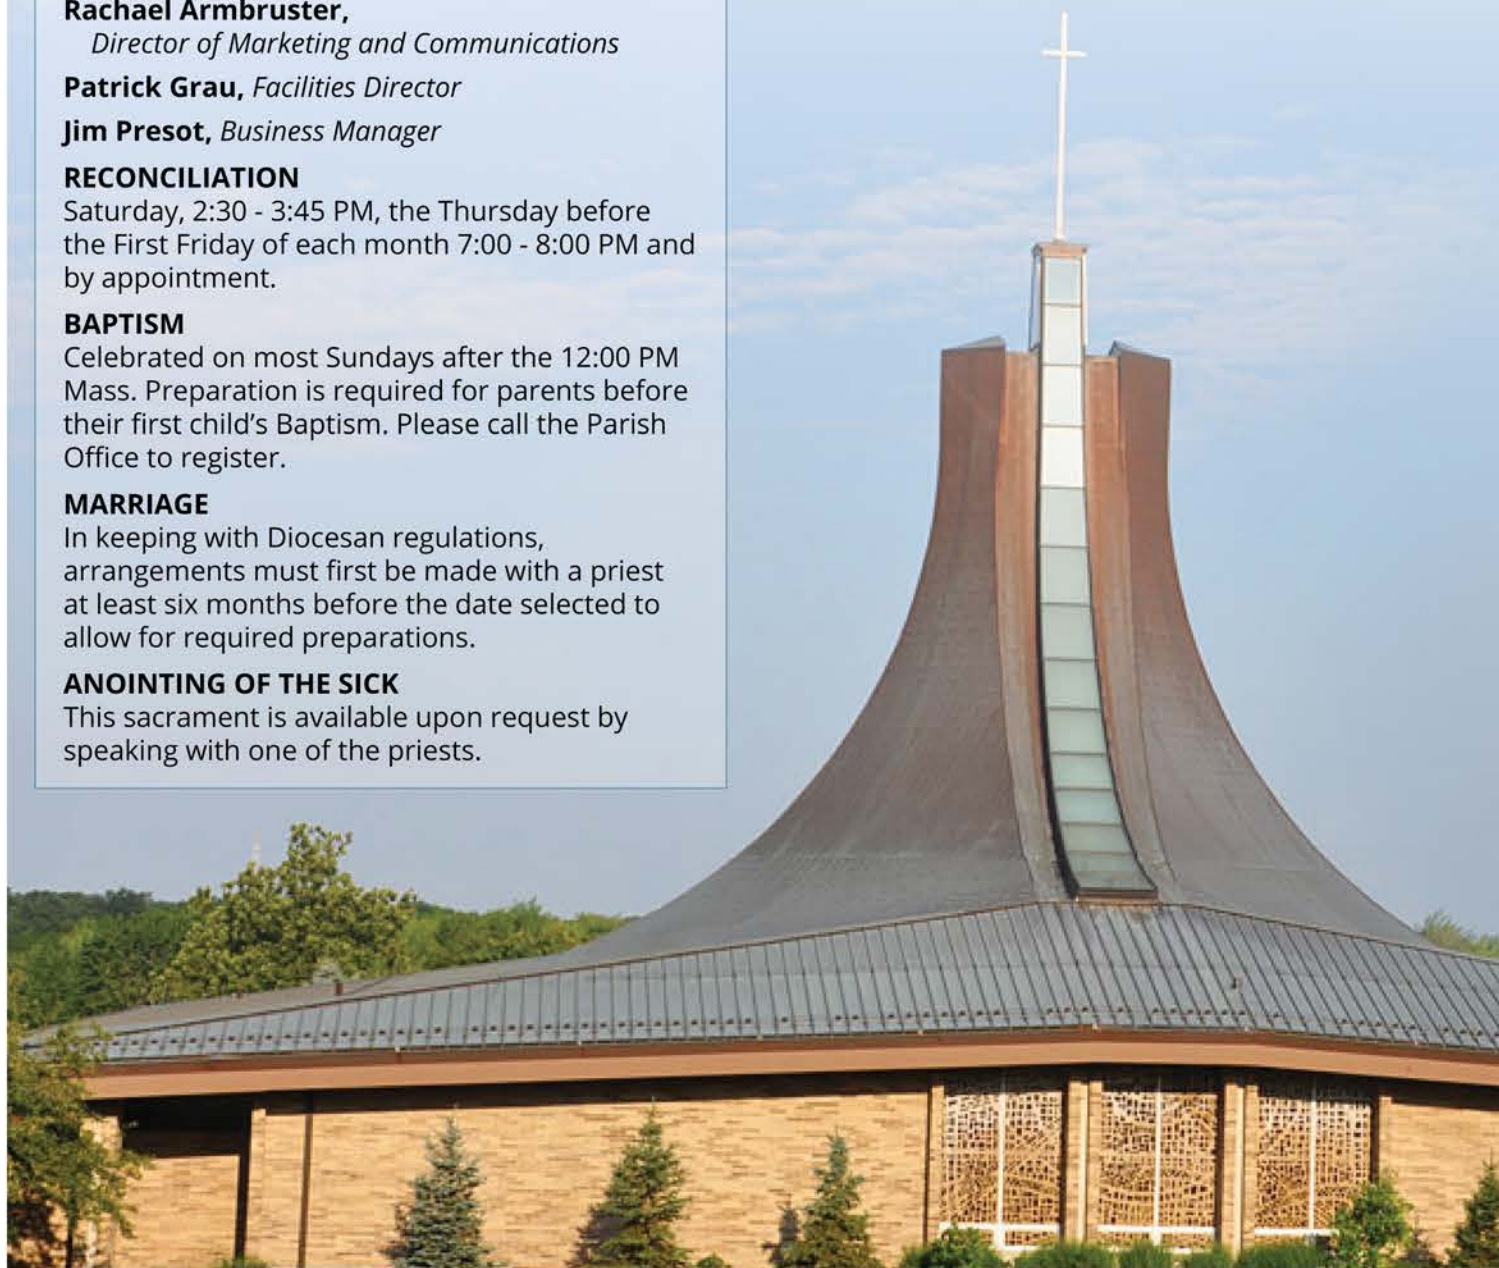 Rachael Armbruster,
Director of Marketing and Communications
Patrick Grau, Facilities Director
Jim Presot, Business Manager
RECONCILIATION
Saturday, 2:30 - 3:45 PM, the Thursday before
the First Friday of each month 7:00 - 8:00 PM and
by appointment.
BAPTISM
Celebrated on most Sundays after the 12:00 PM
Mass. Preparation is required for parents before
their first child’s Baptism. Please call the Parish
Office to register.
MARRIAGE
In keeping with Diocesan regulations,
arrangements must first be made with a priest
at least six months before the date selected to
allow for required preparations.
ANOINTING OF THE SICK
This sacrament is available upon request by
speaking with one of the priests.